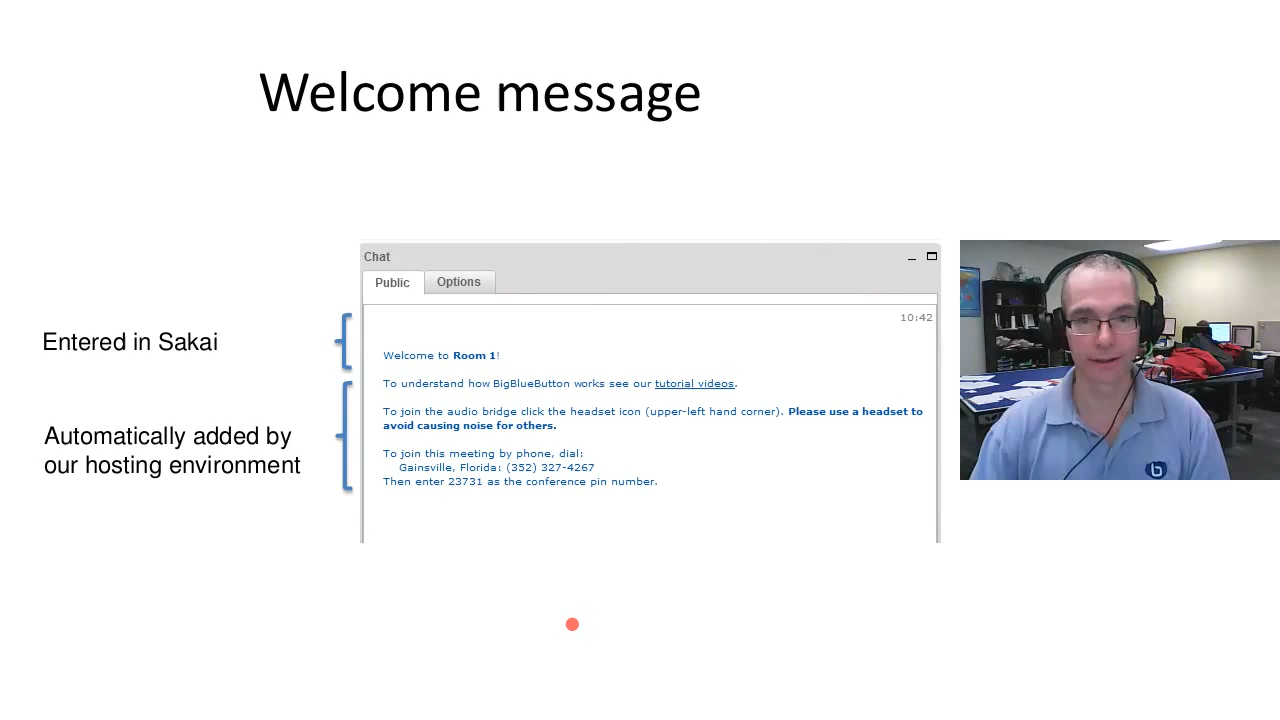 Welcome message
Chat
Public
Options
10:42
Entered in Sakai
Welcome to Room 1!
To understand how BigBlueButton works see our tutorial videos.
To join the audio bridge click the headset icon (upper-left hand corner). Please use a headset to
avoid causing noise for others.
Automatically added by
our hosting environment
To join this meeting by phone, dial:
Gainsville, Florida: (352) 327-4267
Then enter 23731 as the conference pin number.
b